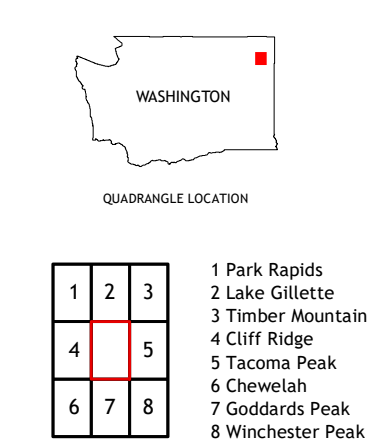 WASHINGTON
QUADRANGLE LOCATION
1 2 3
4 5
6 7 8
1 Park Rapids
2 Lake Gillette
3 Timber Mountain
4 Cliff Ridge
5 Tacoma Peak
6 Chewelah
7 Goddards Peak
8 Winchester Peak